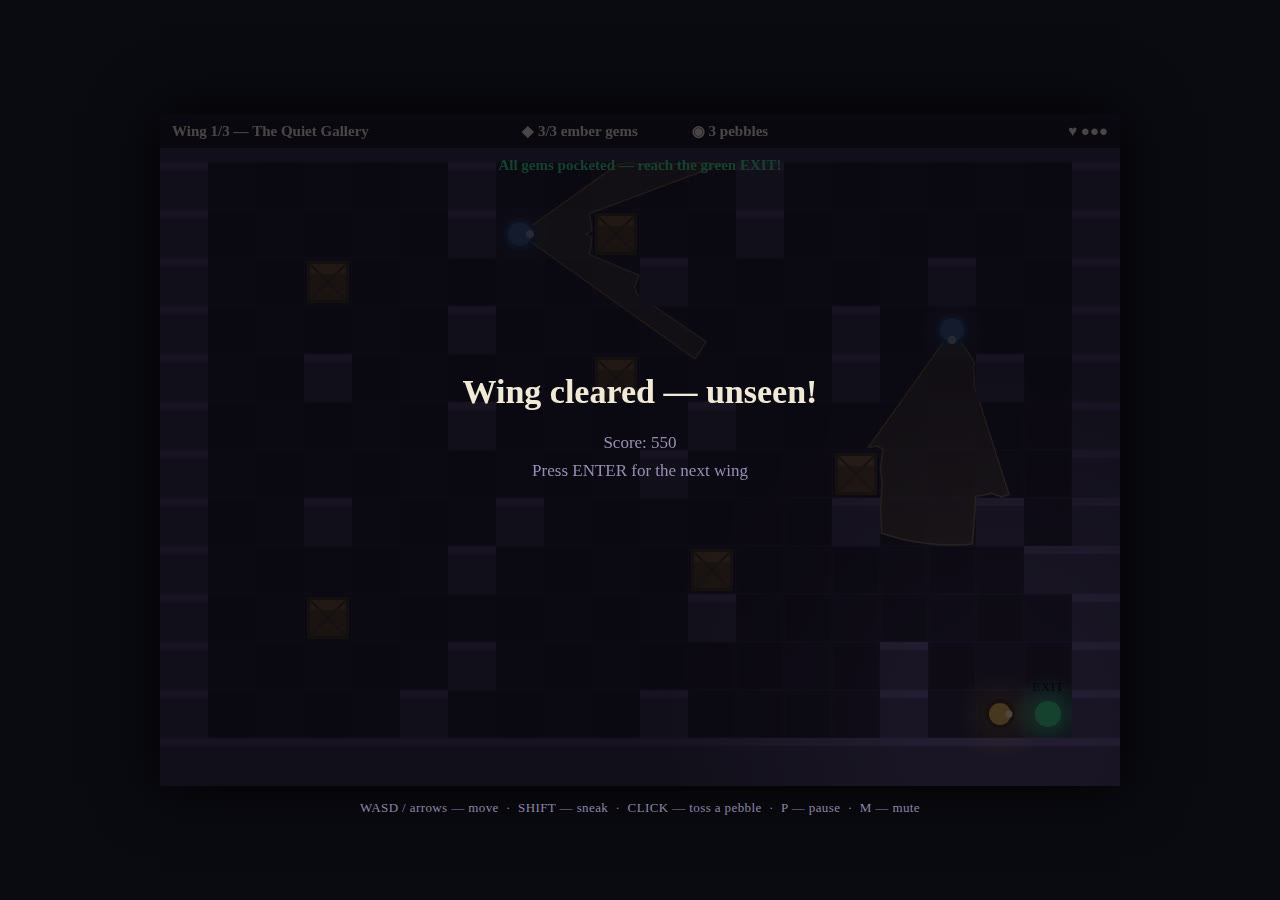 Wing 1/3 — The Quiet Gallery ◆ 3/3 ember gems ◉ 3 pebbles ♥ ●●●
All gems pocketed — reach the green EXIT!
Wing cleared — unseen!
Score: 550
Press ENTER for the next wing
EXIT
WASD / arrows — move · SHIFT — sneak · CLICK — toss a pebble · P — pause · M — mute